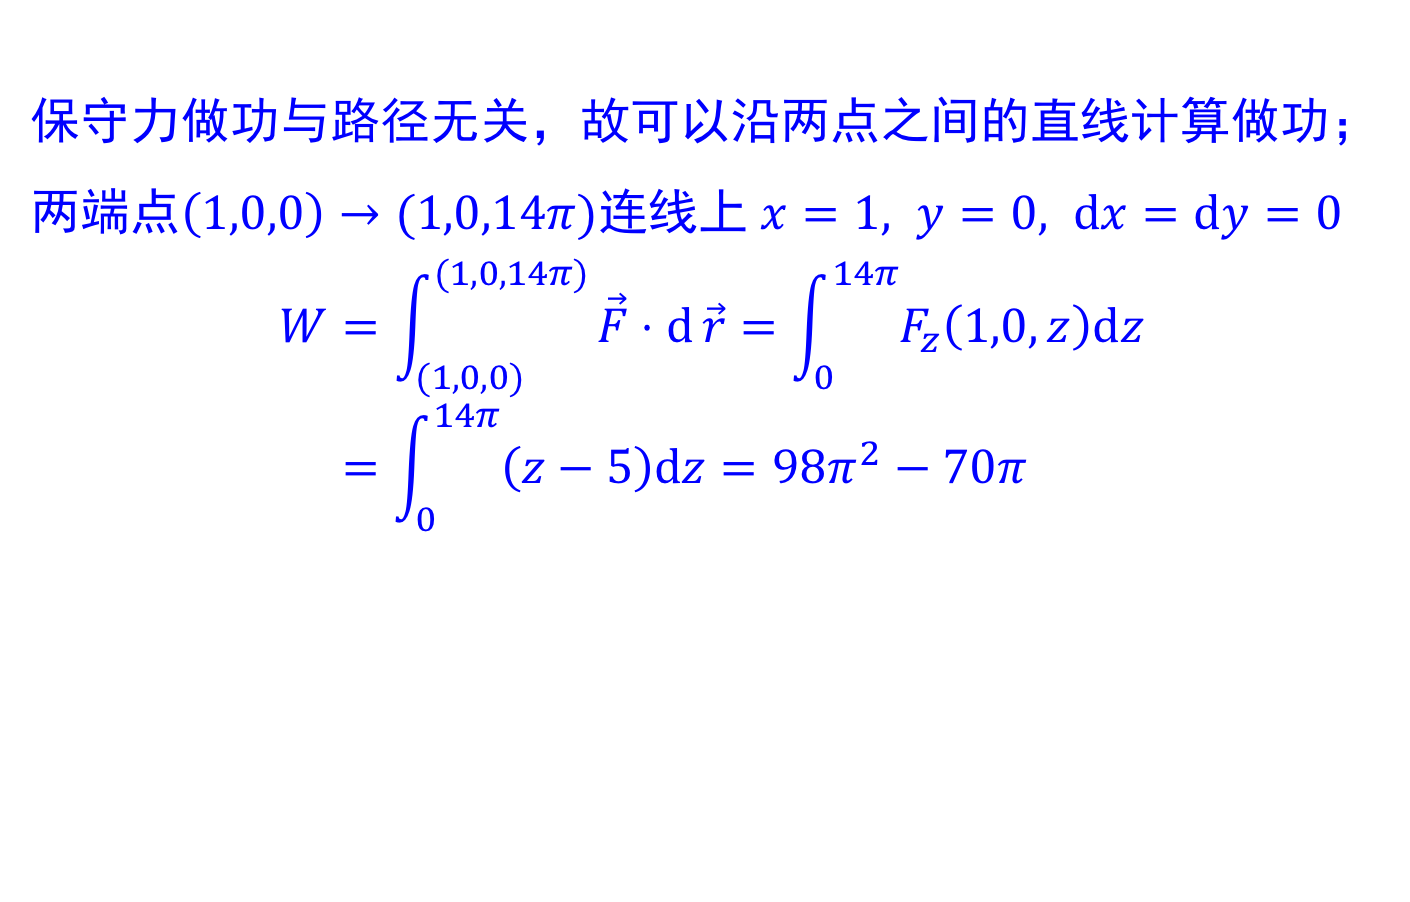 保守力做功与路径无关，故可以沿两点之间的直线计算做功；
两端点(1,0,0) → (1,0,14π)连线上 x = 1, y = 0, dx = dy = 0
W = ∫_{(1,0,0)}^{(1,0,14π)} \vec{F} · d\vec{r} = ∫_0^{14π} F_z(1,0, z)dz
= ∫_0^{14π} (z − 5)dz = 98π² − 70π